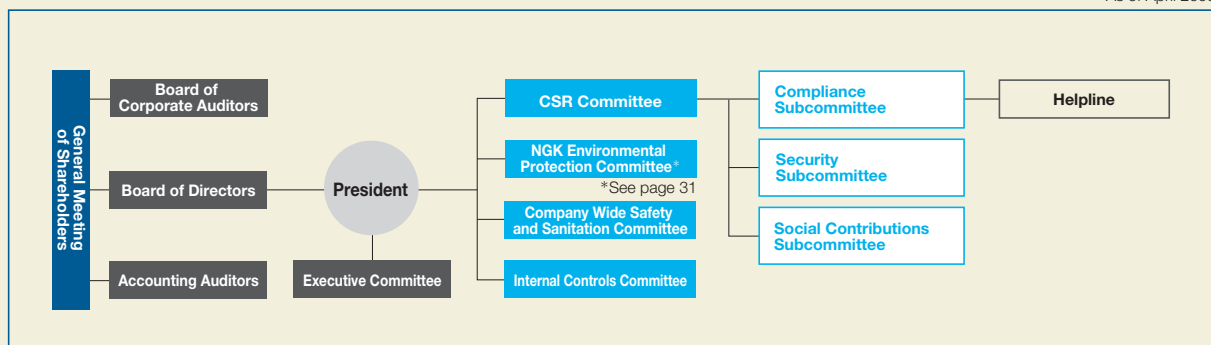 General Meeting
of Shareholders
Board of
Corporate Auditors
Board of Directors
Accounting Auditors
President
Executive Committee
CSR Committee
NGK Environmental
Protection Committee*
*See page 31
Company Wide Safety
and Sanitation Committee
Internal Controls Committee
Compliance
Subcommittee
Security
Subcommittee
Social Contributions
Subcommittee
Helpline